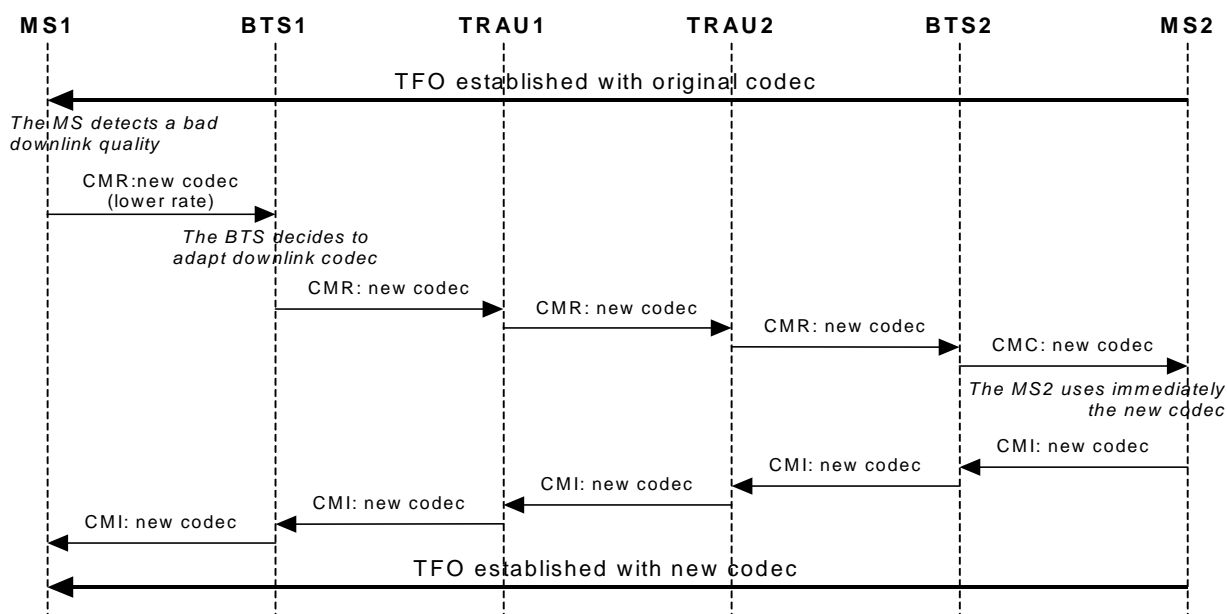 MS1 BTS1 TRAU1 TRAU2 BTS2 MS2
TFO established with original codec
The MS detects a bad
downlink quality
CMR:new codec
(lower rate)
The BTS decides to
adapt downlink codec
CMR: new codec
CMR: new codec
CMR: new codec
CMC: new codec
The MS2 uses immediately
the new codec
CMI: new codec
CMI: new codec
CMI: new codec
CMI: new codec
CMI: new codec
TFO established with new codec